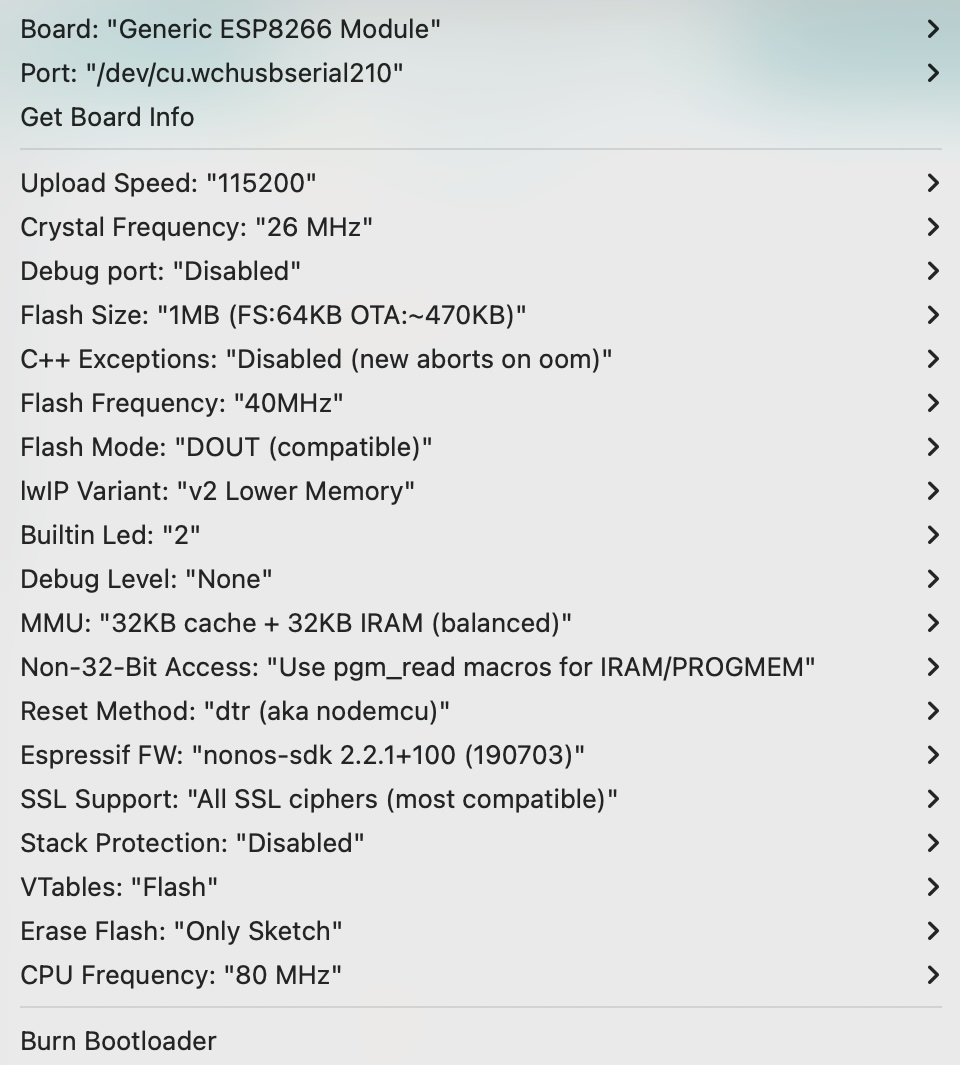 Board: "Generic ESP8266 Module"
Port: "/dev/cu.wchusbserial210"
Get Board Info
Upload Speed: "115200"
Crystal Frequency: "26 MHz"
Debug port: "Disabled"
Flash Size: "1MB (FS:64KB OTA:~470KB)"
C++ Exceptions: "Disabled (new aborts on oom)"
Flash Frequency: "40MHz"
Flash Mode: "DOUT (compatible)"
lwIP Variant: "v2 Lower Memory"
Builtin Led: "2"
Debug Level: "None"
MMU: "32KB cache + 32KB IRAM (balanced)"
Non-32-Bit Access: "Use pgm_read macros for IRAM/PROGMEM"
Reset Method: "dtr (aka nodemcu)"
Espressif FW: "nonos-sdk 2.2.1+100 (190703)"
SSL Support: "All SSL ciphers (most compatible)"
Stack Protection: "Disabled"
VTables: "Flash"
Erase Flash: "Only Sketch"
CPU Frequency: "80 MHz"
Burn Bootloader